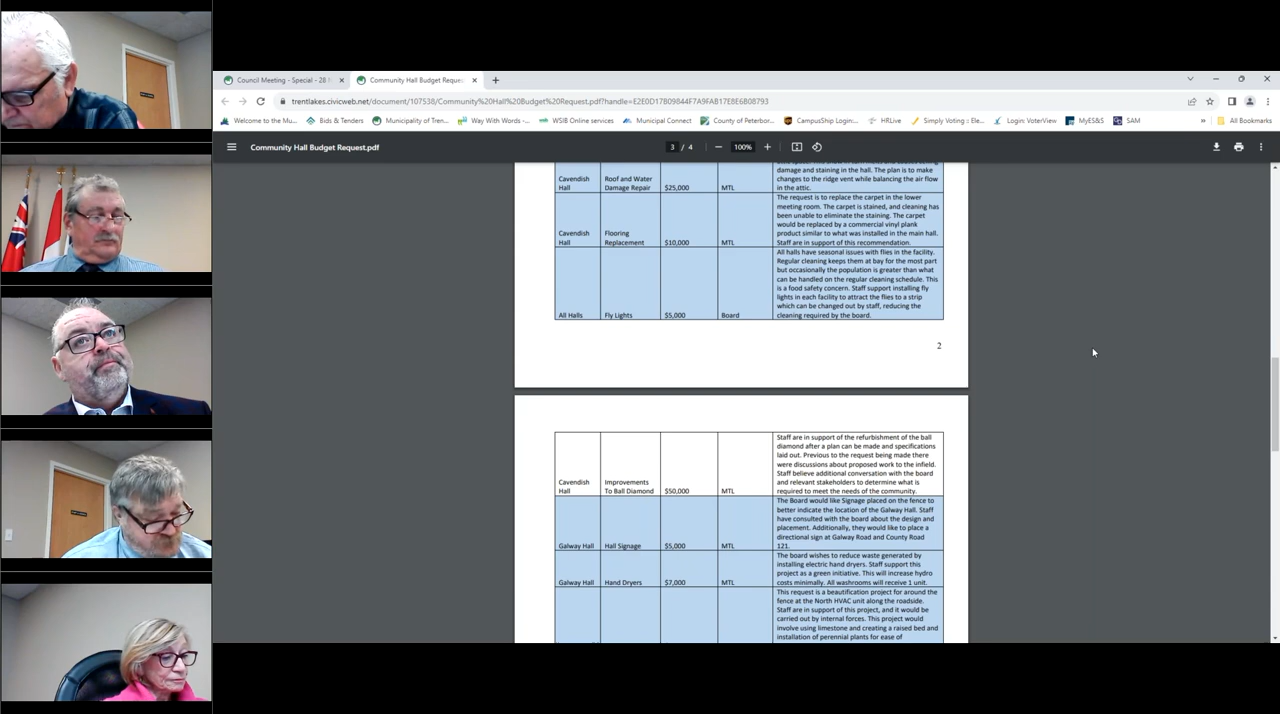 Council Meeting - Special - 28 N
Community Hall Budget Reques
trentlakes.civicweb.net/document/107538/Community%20Hall%20Budget%20Request.pdf?handle=E2E0D17B09844F7A9FAB17E8E6B08793
Welcome to the Mu...
Bids & Tenders
Municipality of Tren...
Way With Words -...
WSIB Online services
Municipal Connect
County of Peterbor...
CampusShip Login:...
HRLive
Simply Voting :: Ele...
Login: VoterView
MyES&S
SAM
All Bookmarks
Community Hall Budget Request.pdf
3 / 4
100%
damage and staining in the hall. The plan is to make
changes to the ridge vent while balancing the air flow
in the attic.
Cavendish
Hall
Roof and Water
Damage Repair
$25,000
MTL
The request is to replace the carpet in the lower
meeting room. The carpet is stained, and cleaning has
been unable to eliminate the staining. The carpet
would be replaced by a commercial vinyl plank
product similar to what was installed in the main hall.
Staff are in support of this recommendation.
Cavendish
Hall
Flooring
Replacement
$10,000
MTL
All halls have seasonal issues with flies in the facility.
Regular cleaning keeps them at bay for the most part
but occasionally the population is greater than what
can be handled on the regular cleaning schedule. This
is a food safety concern. Staff support installing fly
lights in each facility to attract the flies to a strip
which can be changed out by staff, reducing the
cleaning required by the board.
All Halls
Fly Lights
$5,000
Board
2
Staff are in support of the refurbishment of the ball
diamond after a plan can be made and specifications
laid out. Previous to the request being made there
were discussions about proposed work to the infield.
Staff believe additional conversation with the board
and relevant stakeholders to determine what is
required to meet the needs of the community.
Cavendish
Hall
Improvements
To Ball Diamond
$50,000
MTL
The Board would like Signage placed on the fence to
better indicate the location of the Galway Hall. Staff
have consulted with the board about the design and
placement. Additionally, they would like to place a
directional sign at Galway Road and County Road
121.
Galway Hall
Hall Signage
$5,000
MTL
The board wishes to reduce waste generated by
installing electric hand dryers. Staff support this
project as a green initiative. This will increase hydro
costs minimally. All washrooms will receive 1 unit.
Galway Hall
Hand Dryers
$7,000
MTL
This request is a beautification project for around the
fence at the North HVAC unit along the roadside.
Staff are in support of this project, and it would be
carried out by internal forces. This project would
involve using limestone and creating a raised bed and
installation of perennial plants for ease of